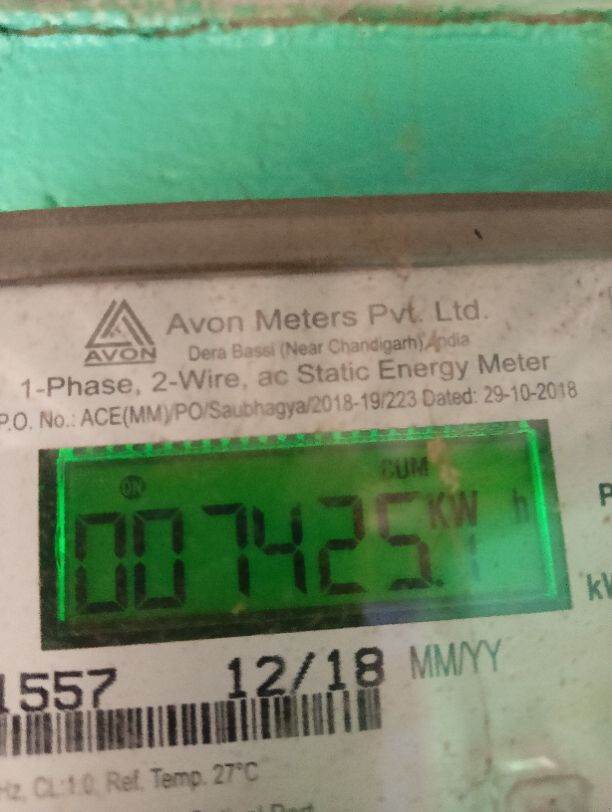 AVON
Avon Meters Pvt. Ltd.
Dera Bassi (Near Chandigarh), India
1-Phase, 2-Wire, ac Static Energy Meter
P.O. No.: ACE(MM)/PO/Saubhagya/2018-19/223 Dated: 29-10-2018
ON CUM
007425.1 KW h
1557 12/18 MM/YY
Hz, CL:1.0, Ref. Temp. 27°C